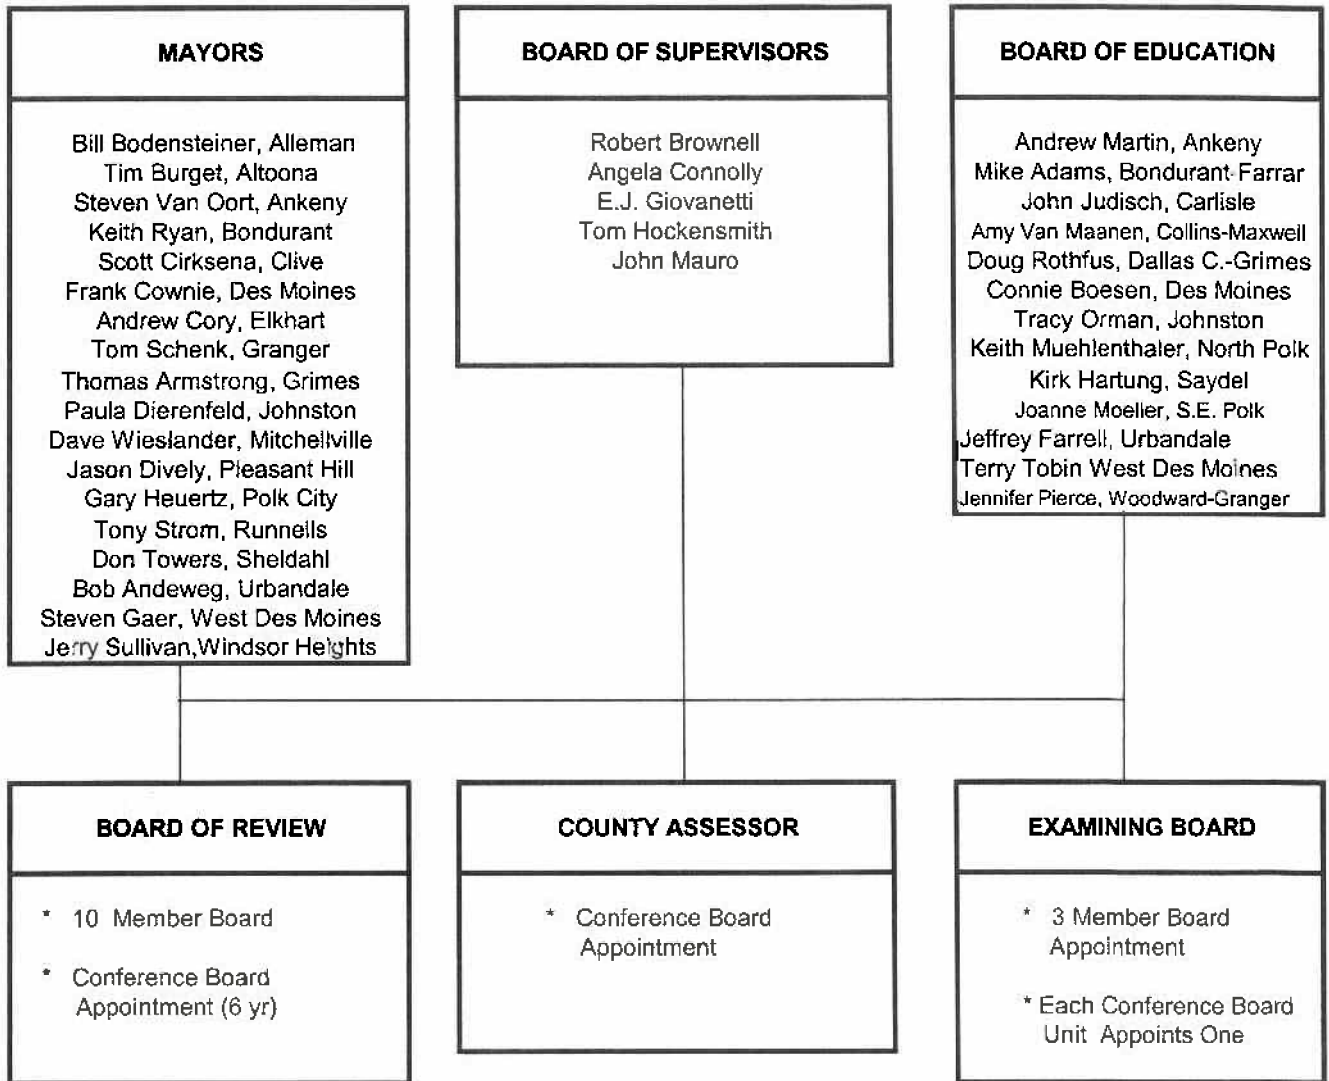 MAYORS
Bill Bodensteiner, Alleman
Tim Burget, Altoona
Steven Van Oort, Ankeny
Keith Ryan, Bondurant
Scott Cirksena, Clive
Frank Cownie, Des Moines
Andrew Cory, Elkhart
Tom Schenk, Granger
Thomas Armstrong, Grimes
Paula Dierenfeld, Johnston
Dave Wieslander, Mitchellville
Jason Dively, Pleasant Hill
Gary Heuertz, Polk City
Tony Strom, Runnells
Don Towers, Sheldahl
Bob Andeweg, Urbandale
Steven Gaer, West Des Moines
Jerry Sullivan,Windsor Heights
BOARD OF SUPERVISORS
Robert Brownell
Angela Connolly
E.J. Giovanetti
Tom Hockensmith
John Mauro
BOARD OF EDUCATION
Andrew Martin, Ankeny
Mike Adams, Bondurant-Farrar
John Judisch, Carlisle
Amy Van Maanen, Collins-Maxwell
Doug Rothfus, Dallas C.-Grimes
Connie Boesen, Des Moines
Tracy Orman, Johnston
Keith Muehlenthaler, North Polk
Kirk Hartung, Saydel
Joanne Moeller, S.E. Polk
Jeffrey Farrell, Urbandale
Terry Tobin West Des Moines
Jennifer Pierce, Woodward-Granger
BOARD OF REVIEW
* 10 Member Board
* Conference Board
Appointment (6 yr)
COUNTY ASSESSOR
* Conference Board
Appointment
EXAMINING BOARD
* 3 Member Board
Appointment
* Each Conference Board
Unit Appoints One